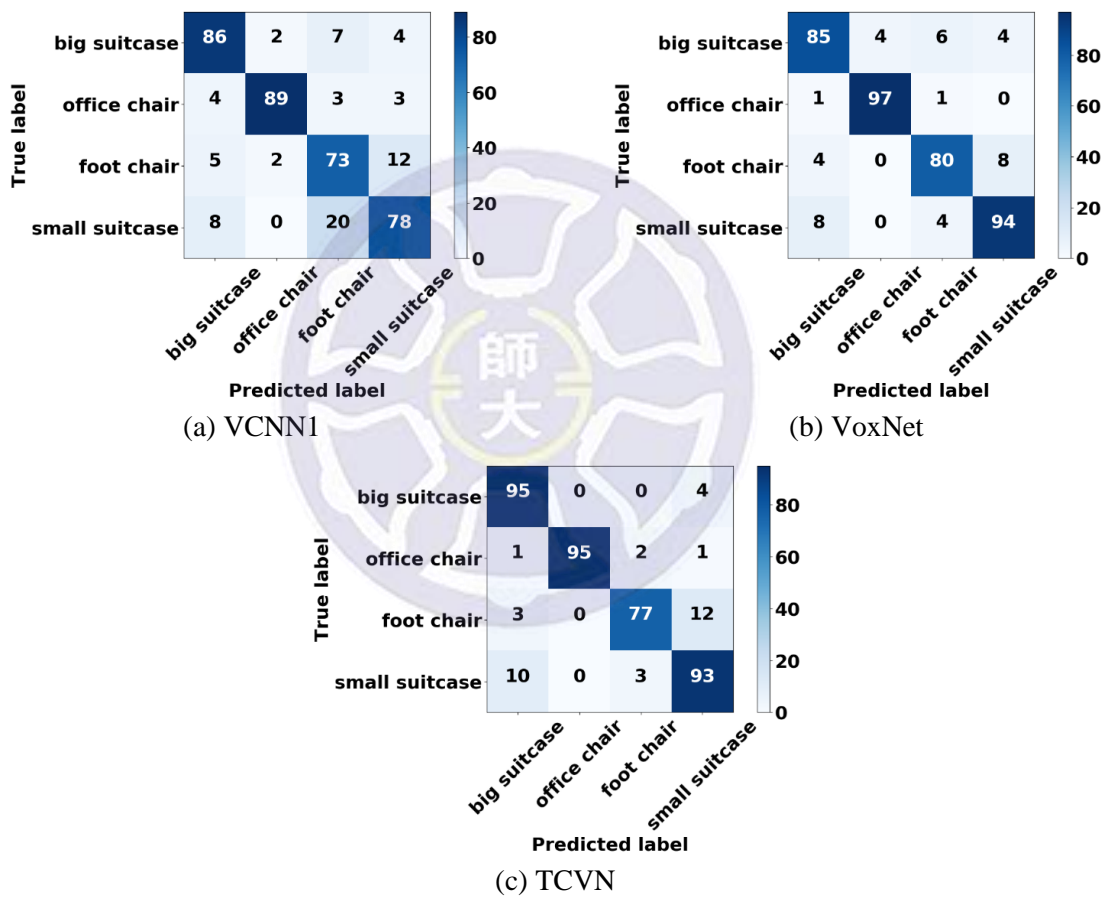 big suitcase 86 2 7 4
office chair 4 89 3 3
foot chair 5 2 73 12
small suitcase 8 0 20 78
True label
80
60
40
20
0
big suitcase
office chair
foot chair
small suitcase
Predicted label
(a) VCNN1
big suitcase 85 4 6 4
office chair 1 97 1 0
foot chair 4 0 80 8
small suitcase 8 0 4 94
True label
80
60
40
20
0
big suitcase
office chair
foot chair
small suitcase
Predicted label
(b) VoxNet
師
大
big suitcase 95 0 0 4
office chair 1 95 2 1
foot chair 3 0 77 12
small suitcase 10 0 3 93
True label
80
60
40
20
0
big suitcase
office chair
foot chair
small suitcase
Predicted label
(c) TCVN